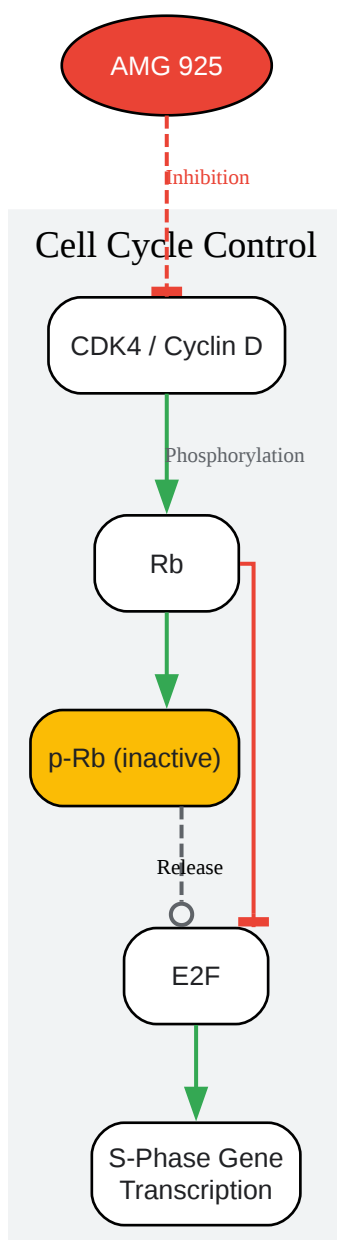 AMG 925
Inhibition
Cell Cycle Control
CDK4 / Cyclin D
Phosphorylation
Rb
p-Rb (inactive)
Release
E2F
S-Phase Gene
Transcription